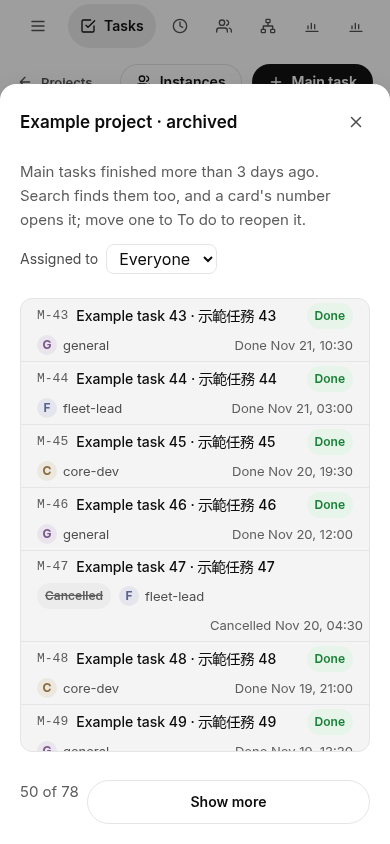 Tasks
Projects
Instances
Main task
Example project · archived
Main tasks finished more than 3 days ago.
Search finds them too, and a card's number
opens it; move one to To do to reopen it.
Assigned to Everyone
M-43 Example task 43 · 示範任務 43 Done
G general Done Nov 21, 10:30
M-44 Example task 44 · 示範任務 44 Done
F fleet-lead Done Nov 21, 03:00
M-45 Example task 45 · 示範任務 45 Done
C core-dev Done Nov 20, 19:30
M-46 Example task 46 · 示範任務 46 Done
G general Done Nov 20, 12:00
M-47 Example task 47 · 示範任務 47
Cancelled F fleet-lead
Cancelled Nov 20, 04:30
M-48 Example task 48 · 示範任務 48 Done
C core-dev Done Nov 19, 21:00
M-49 Example task 49 · 示範任務 49 Done
G general Done Nov 19, 13:30
50 of 78 Show more